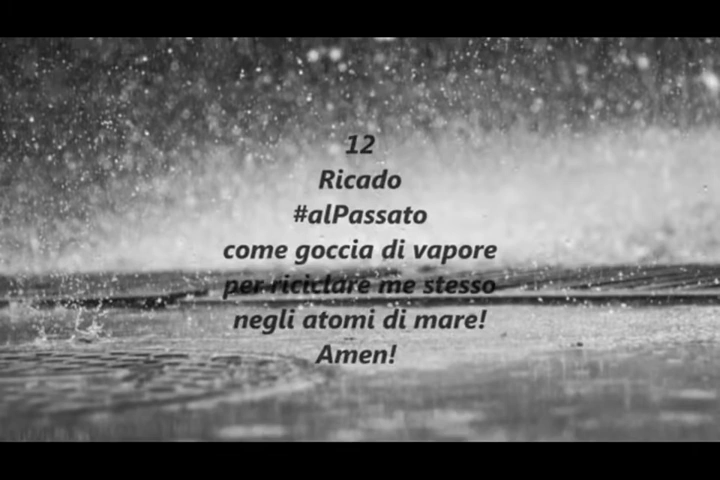 12
Ricado
#alPassato
come goccia di vapore
per riciclare me stesso
negli atomi di mare!
Amen!